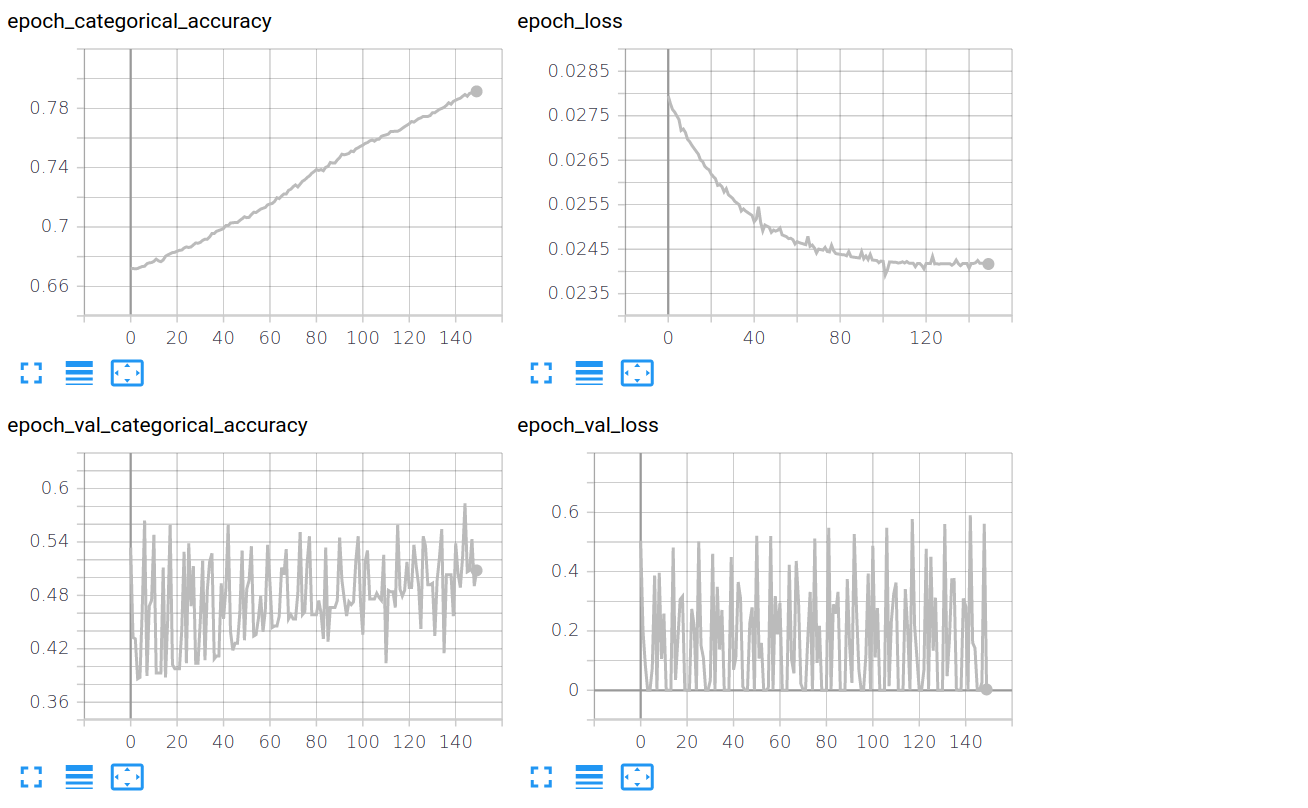 epoch_categorical_accuracy
0.78
0.74
0.7
0.66
0 20 40 60 80 100 120 140
epoch_loss
0.0285
0.0275
0.0265
0.0255
0.0245
0.0235
0 40 80 120
epoch_val_categorical_accuracy
0.6
0.54
0.48
0.42
0.36
0 20 40 60 80 100 120 140
epoch_val_loss
0.6
0.4
0.2
0
0 20 40 60 80 100 120 140